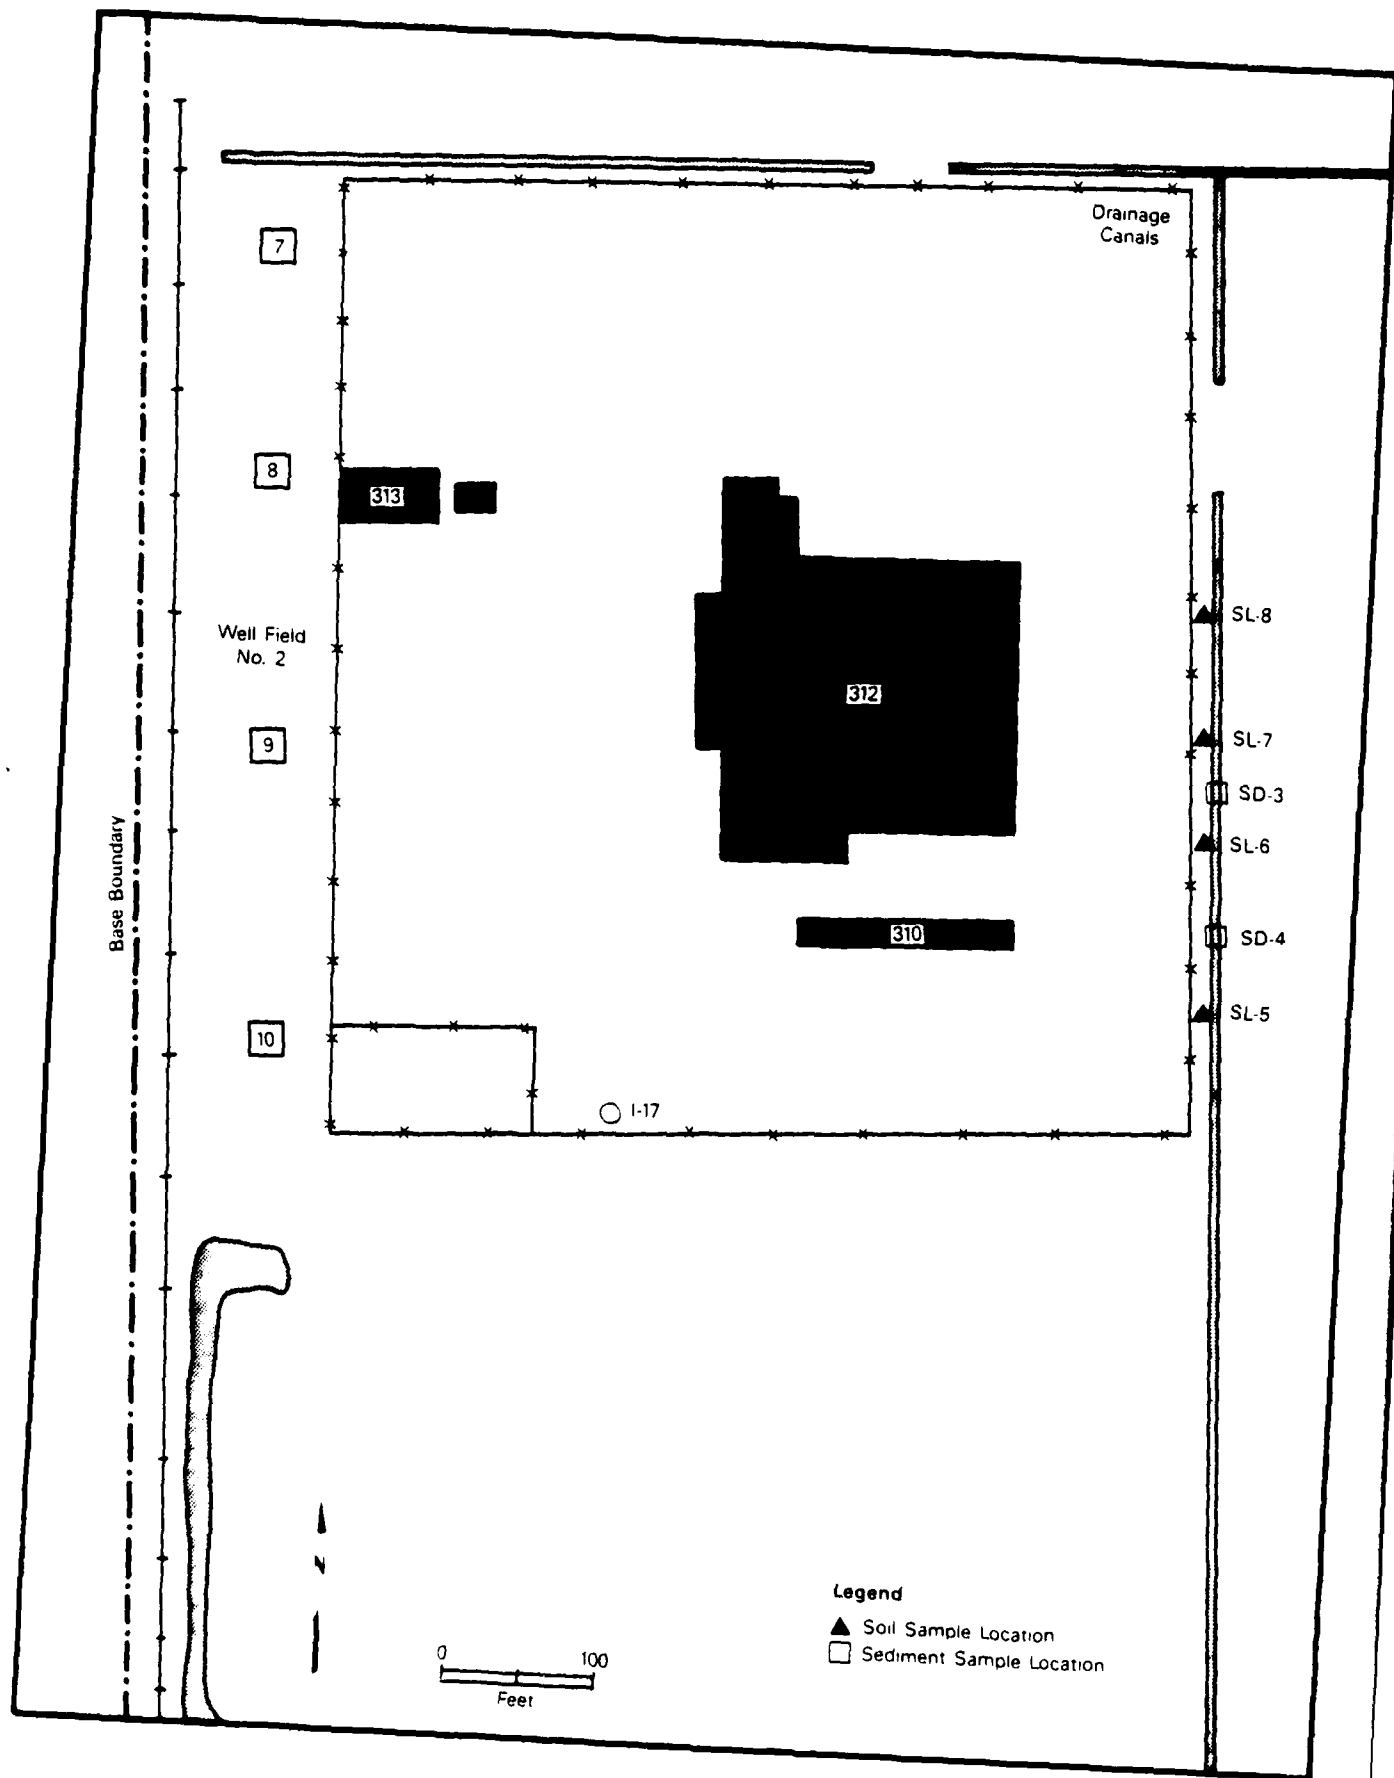 Drainage
Canals
7
8
313
SL-8
Well Field
No. 2
312
9
SL-7
SD-3
Base Boundary
SL-6
310
SD-4
SL-5
10
I-17
N
Legend
Soil Sample Location
Sediment Sample Location
0 100
Feet